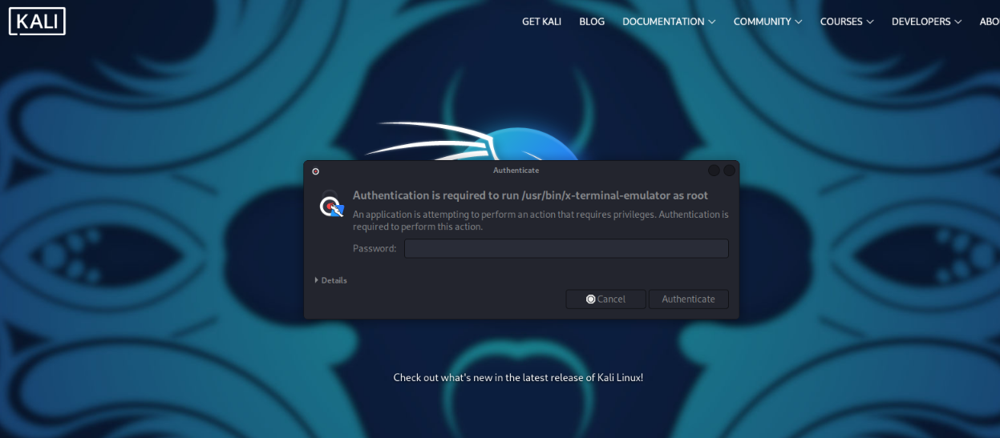 KALI
GET KALI BLOG DOCUMENTATION COMMUNITY COURSES DEVELOPERS ABO
Authenticate
Authentication is required to run /usr/bin/x-terminal-emulator as root
An application is attempting to perform an action that requires privileges. Authentication is
required to perform this action.
Password:
Details
Cancel Authenticate
Check out what's new in the latest release of Kali Linux!